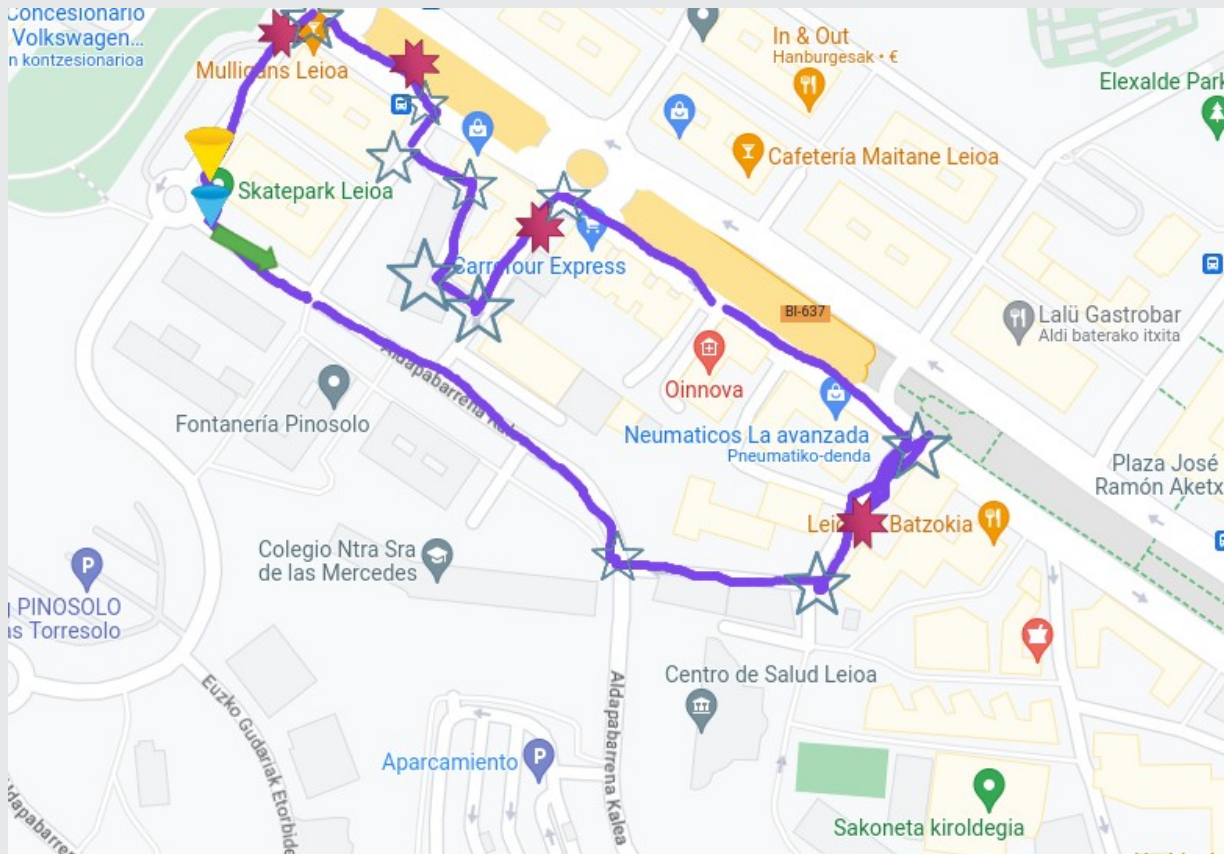 Concesionario
Volkswagen...
n kontzesionarioa
Mulligans Leioa
In & Out
Hanburgesak • €
Elexalde Park
Cafetería Maitane Leioa
Skatepark Leioa
Carrefour Express
BI-637
Lalü Gastrobar
Aldi baterako itxita
Oinnova
Aldapabarrena
Fontanería Pinosolo
Neumaticos La avanzada
Pneumatiko-denda
Plaza José
Ramón Aketx
Batzokia
Colegio Ntra Sra
de las Mercedes
P
PINOSOLO
as Torresolo
Centro de Salud Leioa
Euzko Gudariak Etorbide
Aldapabarrena Kalea
Aparcamiento
P
Sakoneta kiroldegia
Aldapabarre